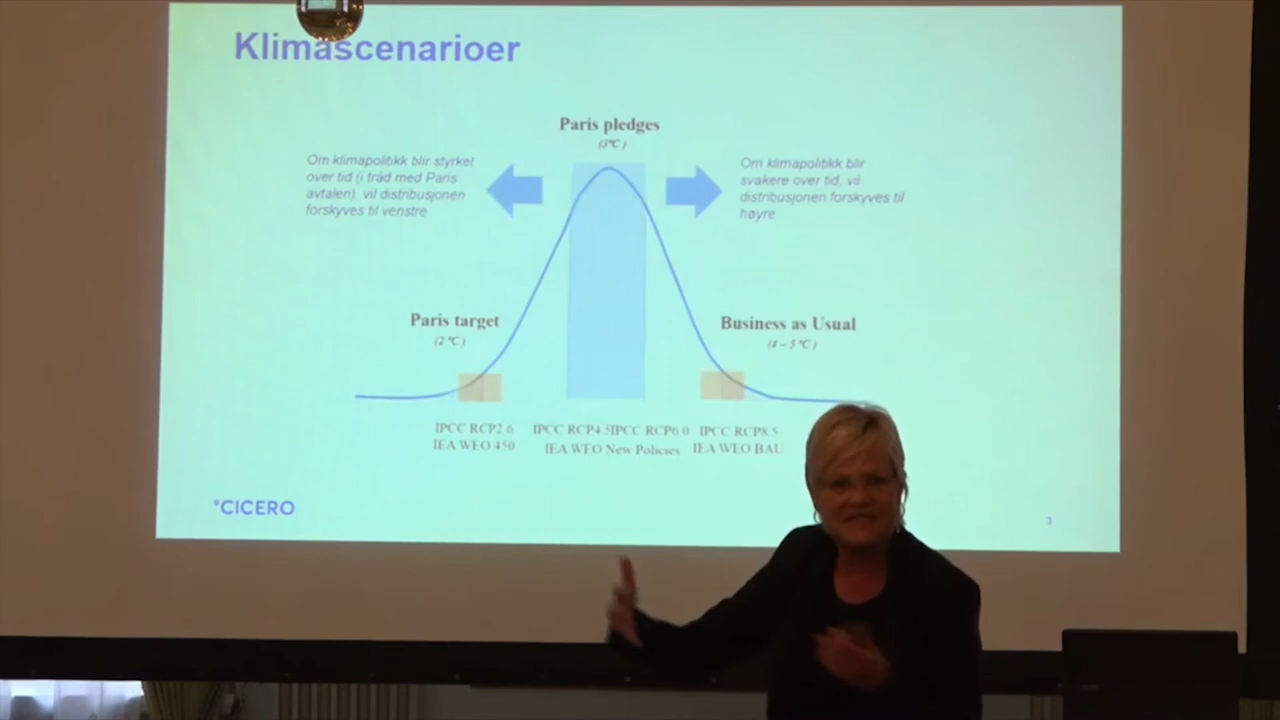 Klimascenarioer
Paris pledges
(3°C)
Om klimapolitikk blir styrket
over tid (i tråd med Paris
avtalen), vil distribusjonen
forskyves til venstre
Om klimapolitikk blir
svakere over tid, vil
distribusjonen forskyves til
høyre
Paris target
(2 °C)
Business as Usual
(4 – 5 °C)
IPCC RCP2.6
IEA WEO 450
IPCC RCP4.5IPCC RCP6.0
IEA WEO New Policies
IPCC RCP8.5
IEA WEO BAU
°CICERO
3